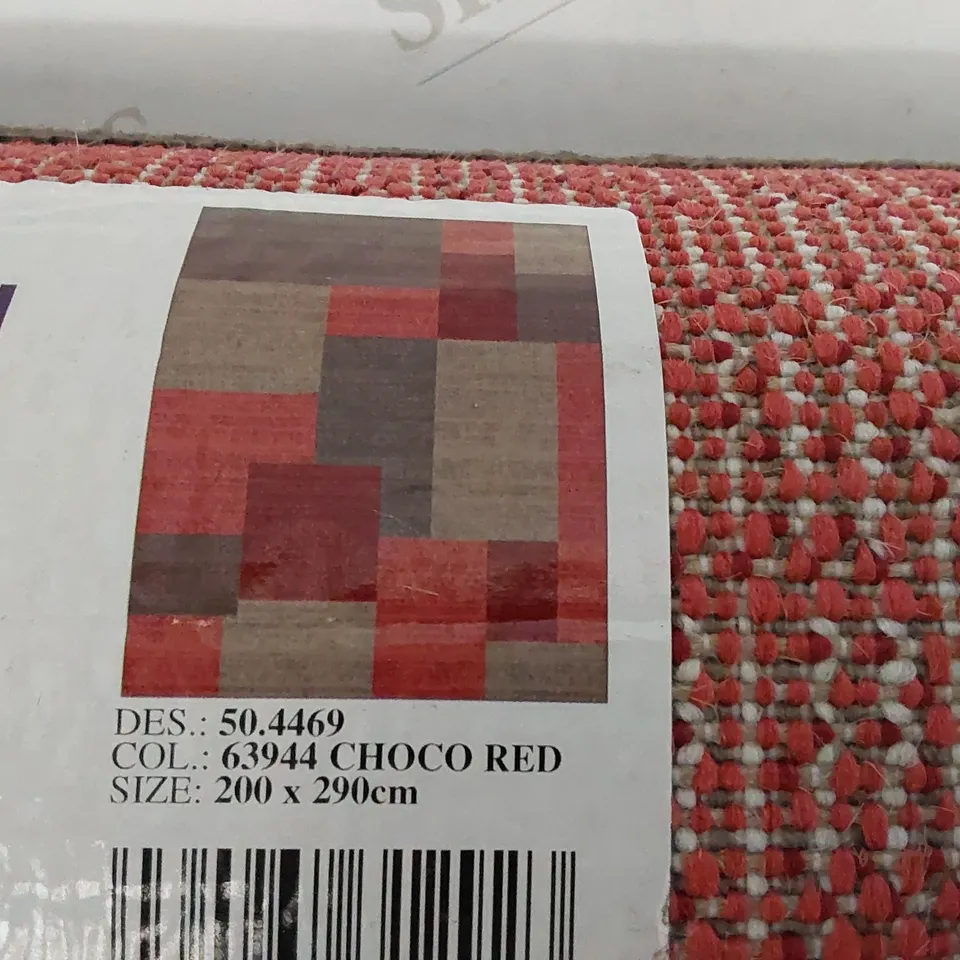 DES.: 50.4469
COL.: 63944 CHOCO RED
SIZE: 200 x 290cm